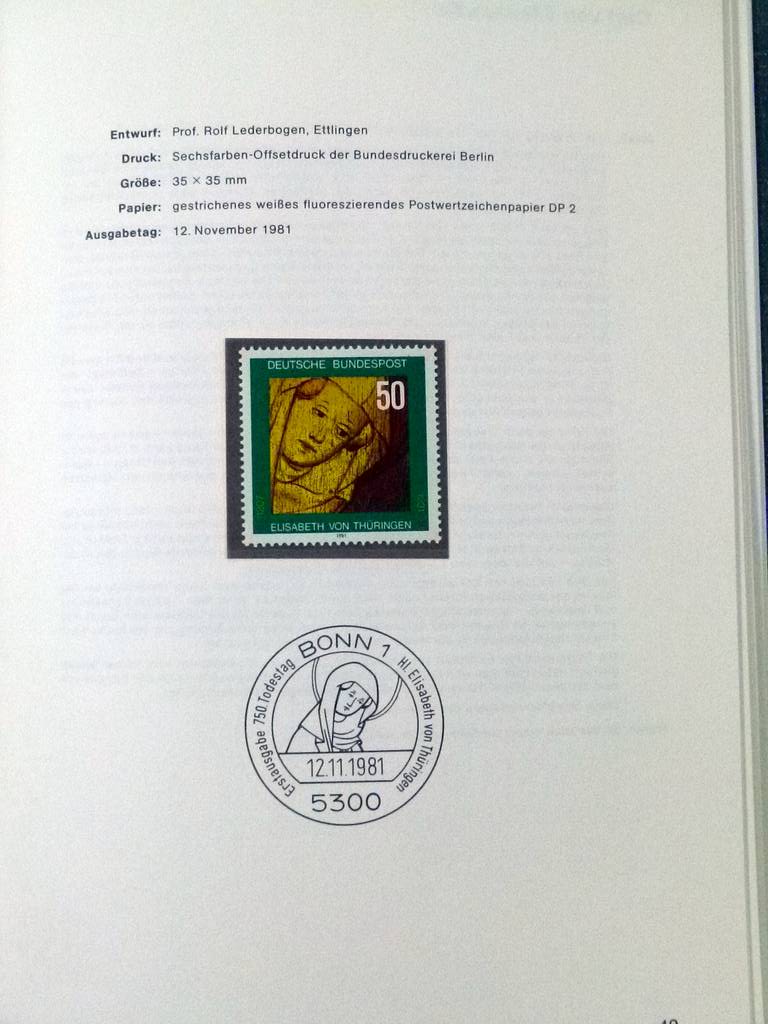 Entwurf: Prof. Rolf Lederbogen, Ettlingen
Druck: Sechsfarben-Offsetdruck der Bundesdruckerei Berlin
Größe: 35 × 35 mm
Papier: gestrichenes weißes fluoreszierendes Postwertzeichenpapier DP 2
Ausgabetag: 12. November 1981
DEUTSCHE BUNDESPOST
50
1207
ELISABETH VON THÜRINGEN
1981
BONN 1
Erstausgabe 750. Todestag
Hl. Elisabeth von Thüringen
12.11.1981
5300